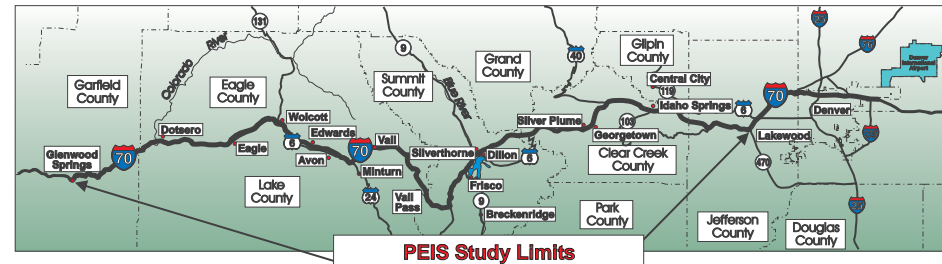 131
Colorado
River
9
Blue River
40
25
70
Denver
International
Airport
Garfield
County
Eagle
County
Summit
County
Grand
County
Gilpin
County
Central City
119
Idaho Springs
6
70
Denver
Dotsero
Wolcott
Edwards
6
Avon
70
Vail
Silver Plume
103
Georgetown
Lakewood
Glenwood
Springs
70
Eagle
Minturn
Silverthorne
Dillon
6
Clear Creek
County
470
Lake
County
24
Vail
Pass
Frisco
9
Breckenridge
Park
County
Jefferson
County
Douglas
County
PEIS Study Limits